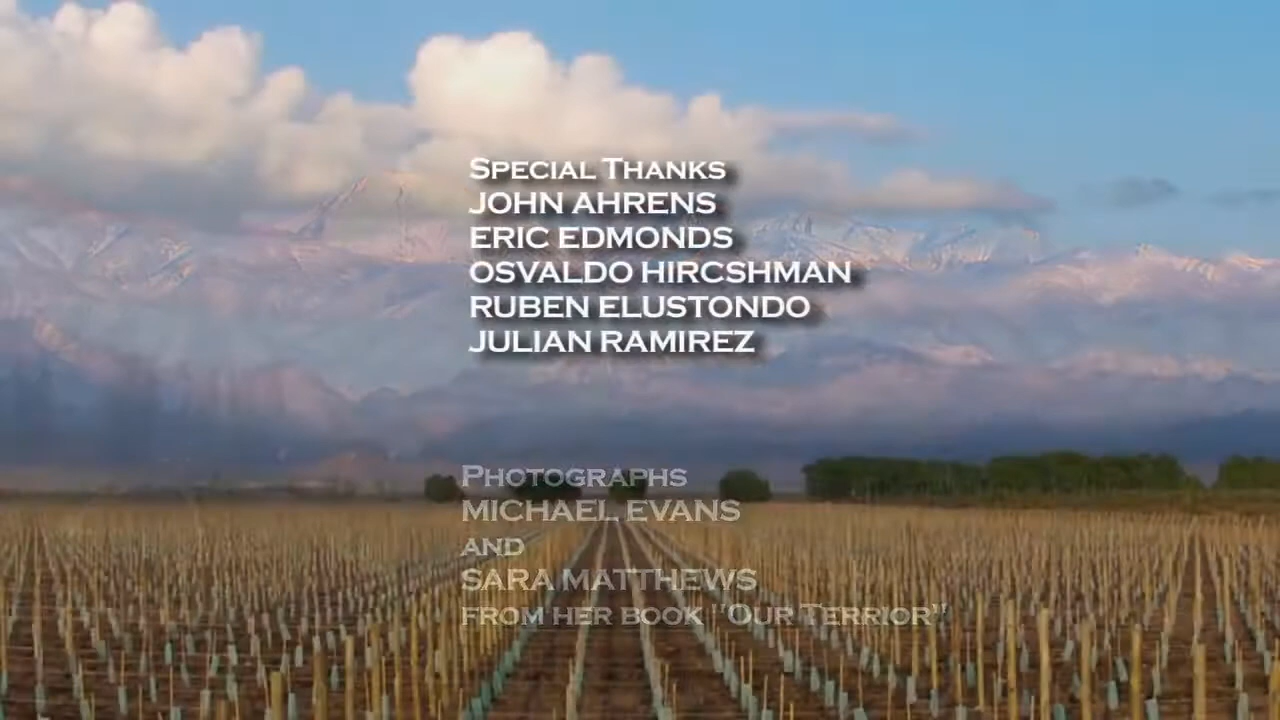 Special Thanks
JOHN AHRENS
ERIC EDMONDS
OSVALDO HIRCSHMAN
RUBEN ELUSTONDO
JULIAN RAMIREZ
Photographs
MICHAEL EVANS
AND
SARA MATTHEWS
FROM HER BOOK "Our Terrior"